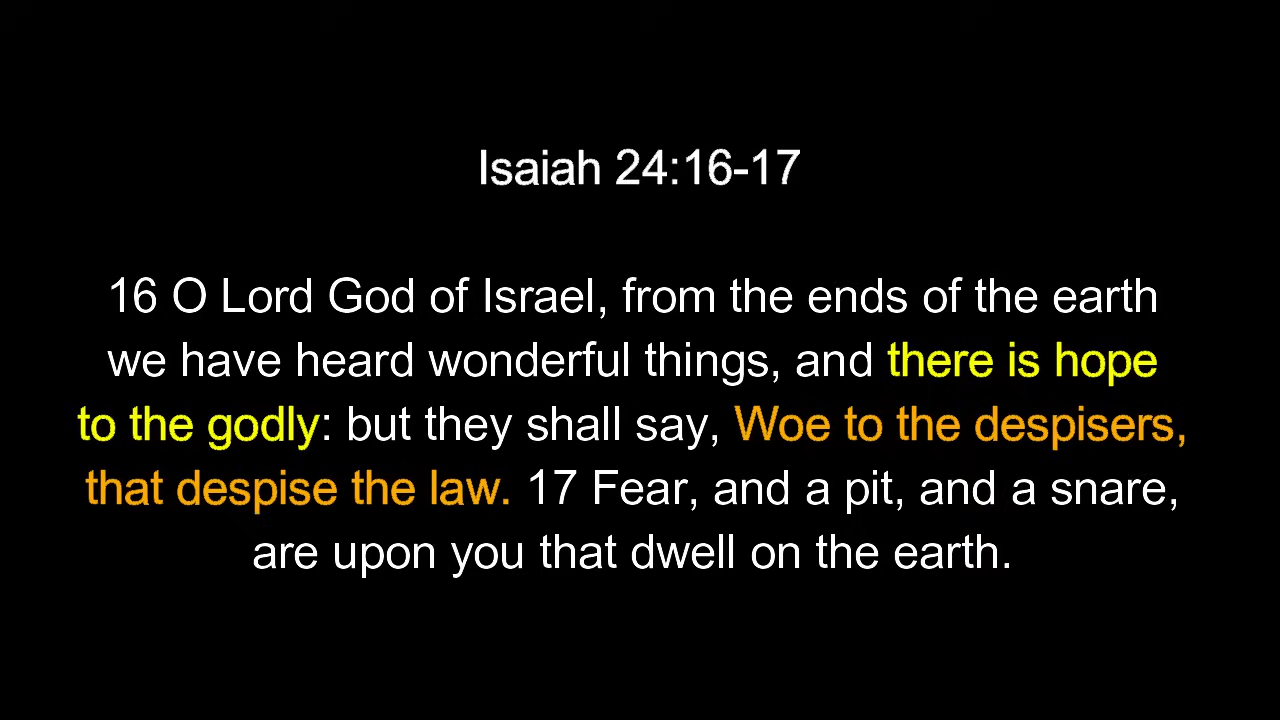 Isaiah 24:16-17
16 O Lord God of Israel, from the ends of the earth
we have heard wonderful things, and there is hope
to the godly: but they shall say, Woe to the despisers,
that despise the law. 17 Fear, and a pit, and a snare,
are upon you that dwell on the earth.